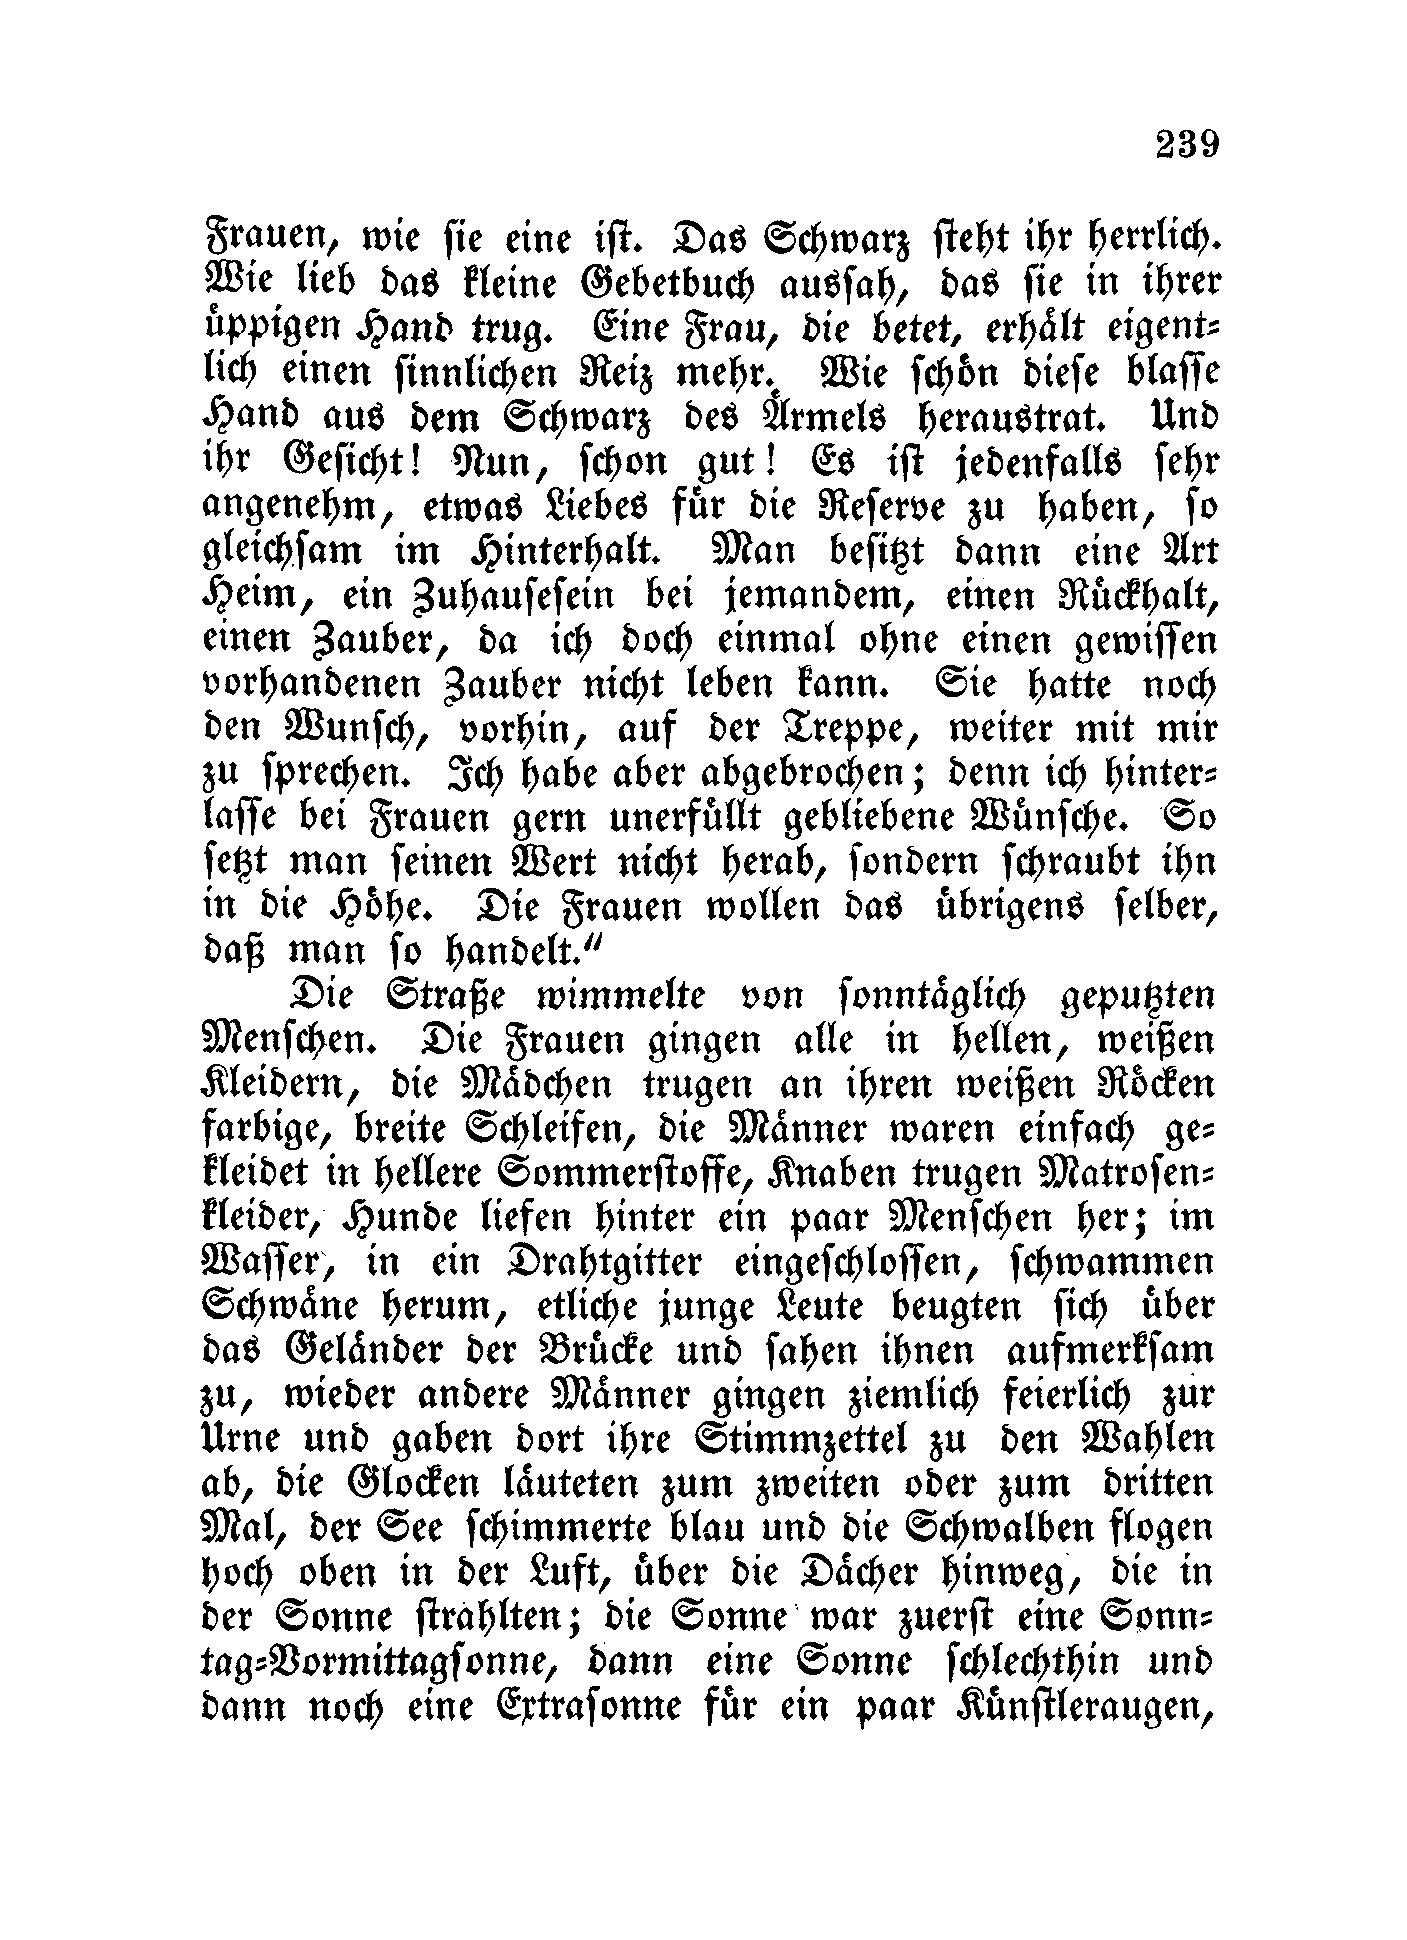 239
Frauen, wie sie eine ist. Das Schwarz steht ihr herrlich.
Wie lieb das kleine Gebetbuch aussah, das sie in ihrer
üppigen Hand trug. Eine Frau, die betet, erhält eigent-
lich einen sinnlichen Reiz mehr. Wie schön diese blasse
Hand aus dem Schwarz des Ärmels heraustrat. Und
ihr Gesicht! Nun, schon gut! Es ist jedenfalls sehr
angenehm, etwas Liebes für die Reserve zu haben, so
gleichsam im Hinterhalt. Man besitzt dann eine Art
Heim, ein Zuhausesein bei jemandem, einen Rückhalt,
einen Zauber, da ich doch einmal ohne einen gewissen
vorhandenen Zauber nicht leben kann. Sie hatte noch
den Wunsch, vorhin, auf der Treppe, weiter mit mir
zu sprechen. Ich habe aber abgebrochen; denn ich hinter-
lasse bei Frauen gern unerfüllt gebliebene Wünsche. So
setzt man seinen Wert nicht herab, sondern schraubt ihn
in die Höhe. Die Frauen wollen das übrigens selber,
daß man so handelt.“
Die Straße wimmelte von sonntäglich geputzten
Menschen. Die Frauen gingen alle in hellen, weißen
Kleidern, die Mädchen trugen an ihren weißen Röcken
farbige, breite Schleifen, die Männer waren einfach ge-
kleidet in hellere Sommerstoffe, Knaben trugen Matrosen-
kleider, Hunde liefen hinter ein paar Menschen her; im
Wasser, in ein Drahtgitter eingeschlossen, schwammen
Schwäne herum, etliche junge Leute beugten sich über
das Geländer der Brücke und sahen ihnen aufmerksam
zu, wieder andere Männer gingen ziemlich feierlich zur
Urne und gaben dort ihre Stimmzettel zu den Wahlen
ab, die Glocken läuteten zum zweiten oder zum dritten
Mal, der See schimmerte blau und die Schwalben flogen
hoch oben in der Luft, über die Dächer hinweg, die in
der Sonne strahlten; die Sonne war zuerst eine Sonn-
tag-Vormittagsonne, dann eine Sonne schlechthin und
dann noch eine Extrasonne für ein paar Künstleraugen,